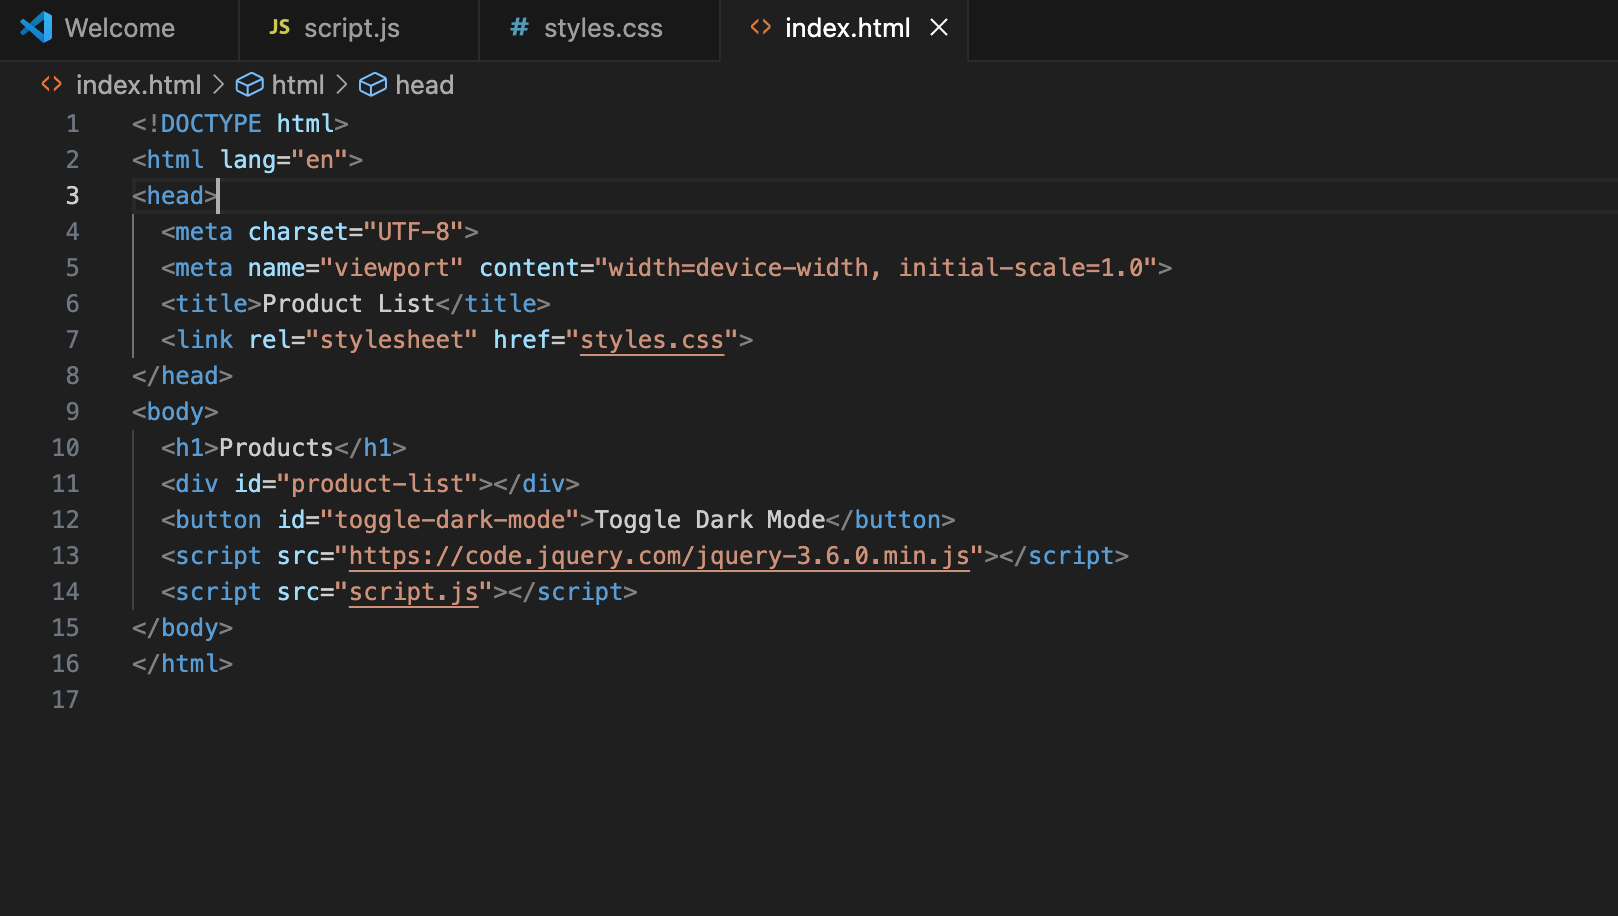 Welcome
JS script.js
# styles.css
<> index.html
<> index.html > html > head
1 <!DOCTYPE html>
2 <html lang="en">
3 <head>
4 <meta charset="UTF-8">
5 <meta name="viewport" content="width=device-width, initial-scale=1.0">
6 <title>Product List</title>
7 <link rel="stylesheet" href="styles.css">
8 </head>
9 <body>
10 <h1>Products</h1>
11 <div id="product-list"></div>
12 <button id="toggle-dark-mode">Toggle Dark Mode</button>
13 <script src="https://code.jquery.com/jquery-3.6.0.min.js"></script>
14 <script src="script.js"></script>
15 </body>
16 </html>
17